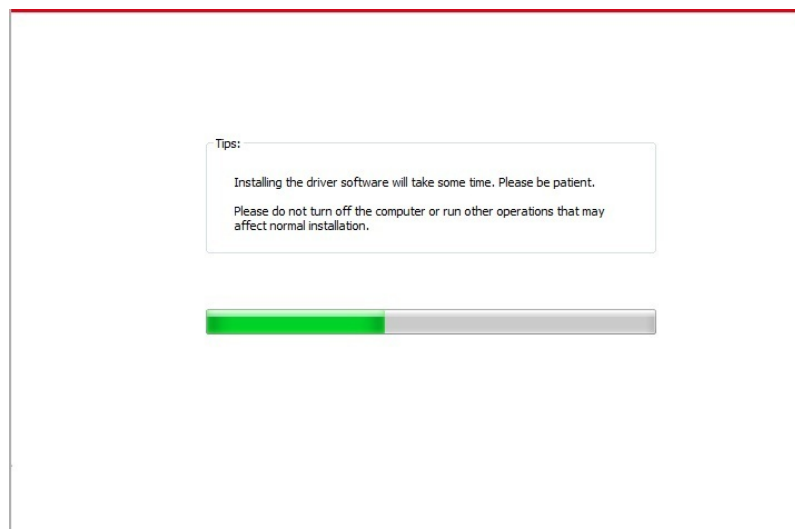 Tips:
Installing the driver software will take some time. Please be patient.
Please do not turn off the computer or run other operations that may
affect normal installation.